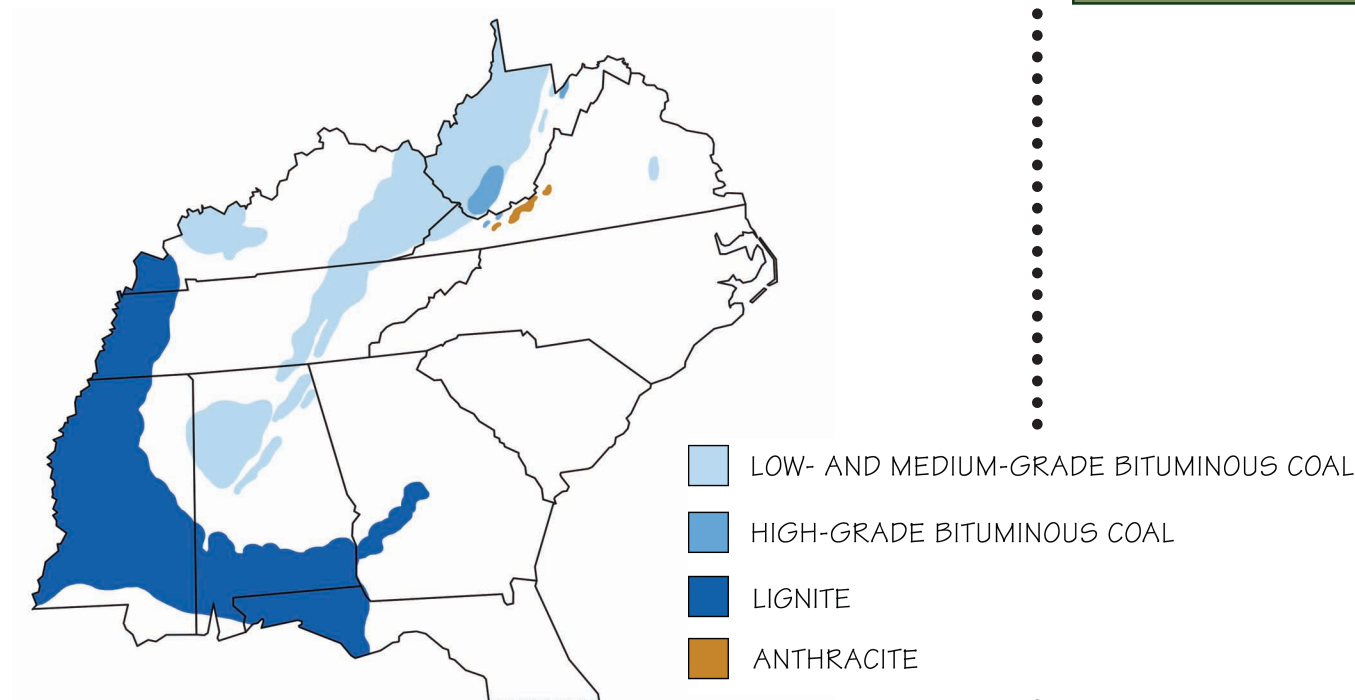 LOW- AND MEDIUM-GRADE BITUMINOUS COAL
HIGH-GRADE BITUMINOUS COAL
LIGNITE
ANTHRACITE